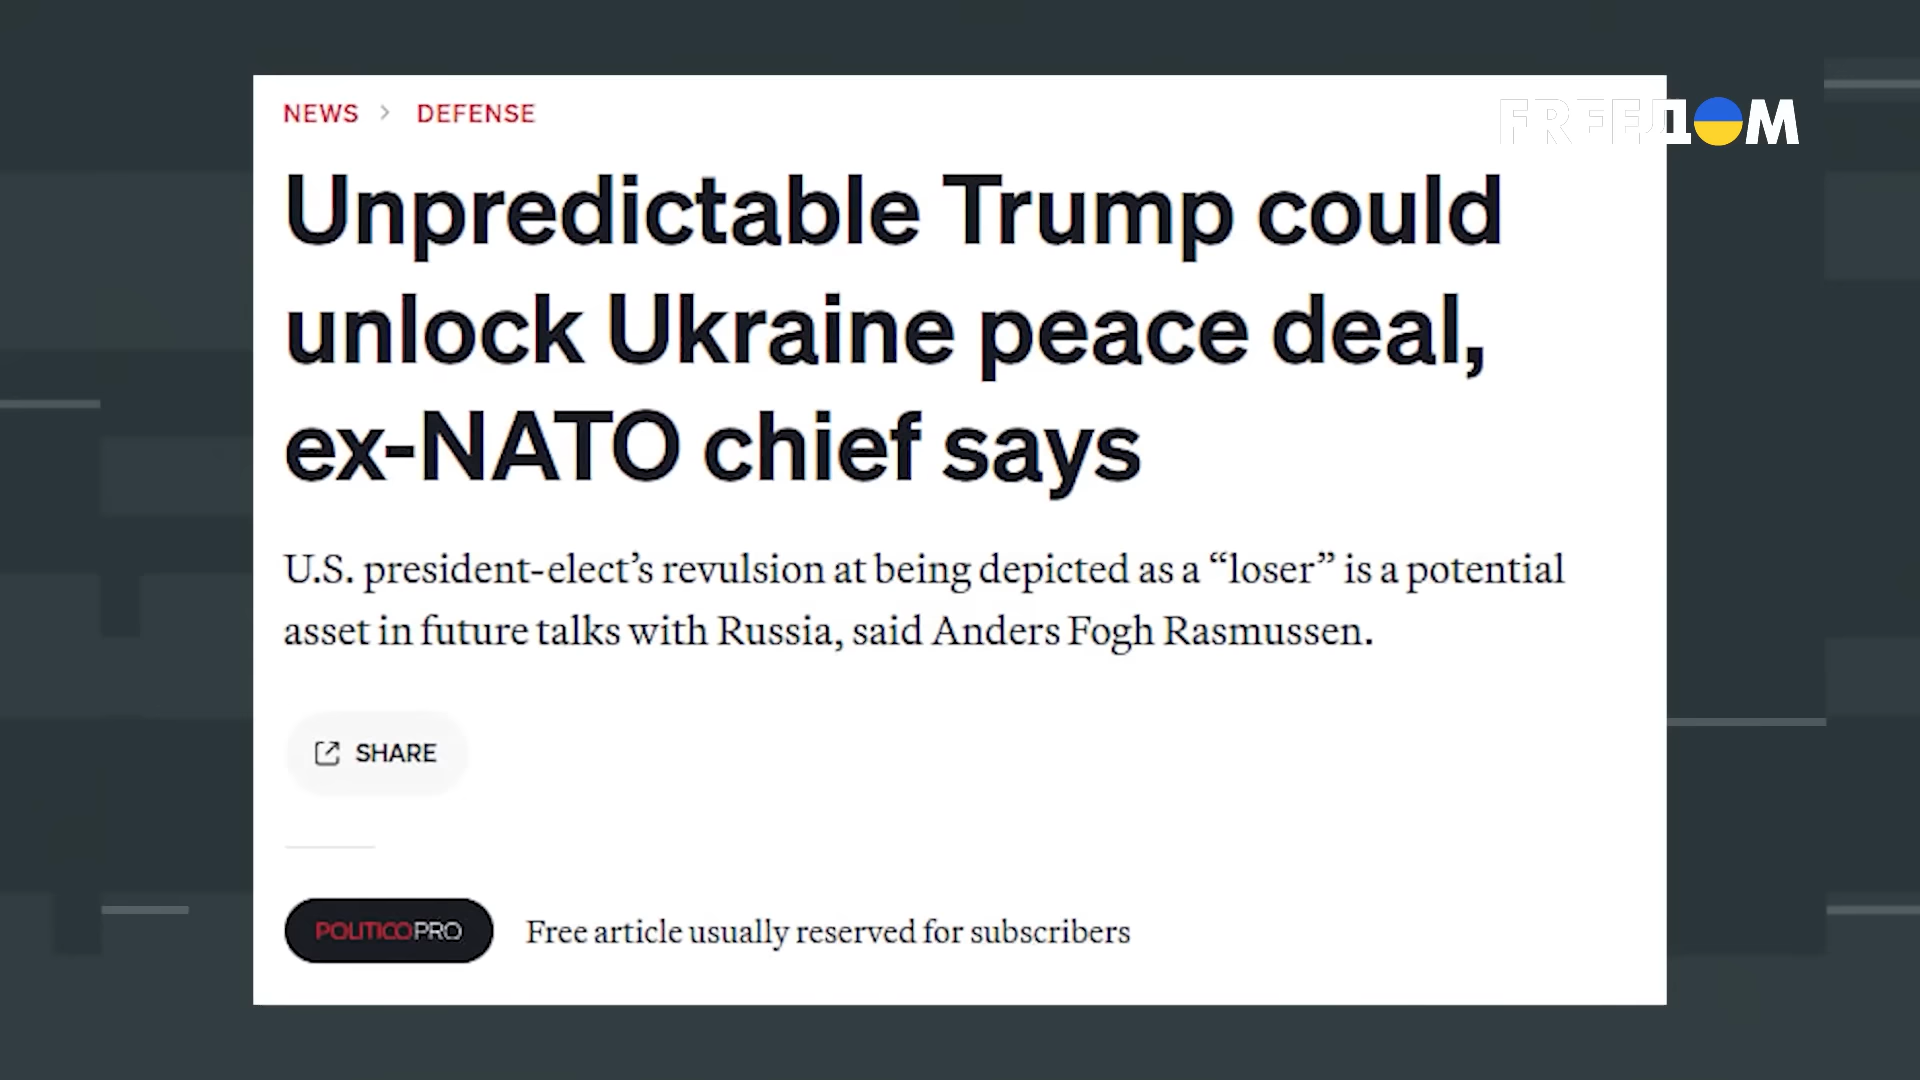 NEWS > DEFENSE
FREEДОМ
Unpredictable Trump could
unlock Ukraine peace deal,
ex-NATO chief says
U.S. president-elect’s revulsion at being depicted as a “loser” is a potential
asset in future talks with Russia, said Anders Fogh Rasmussen.
SHARE
POLITICOPRO Free article usually reserved for subscribers